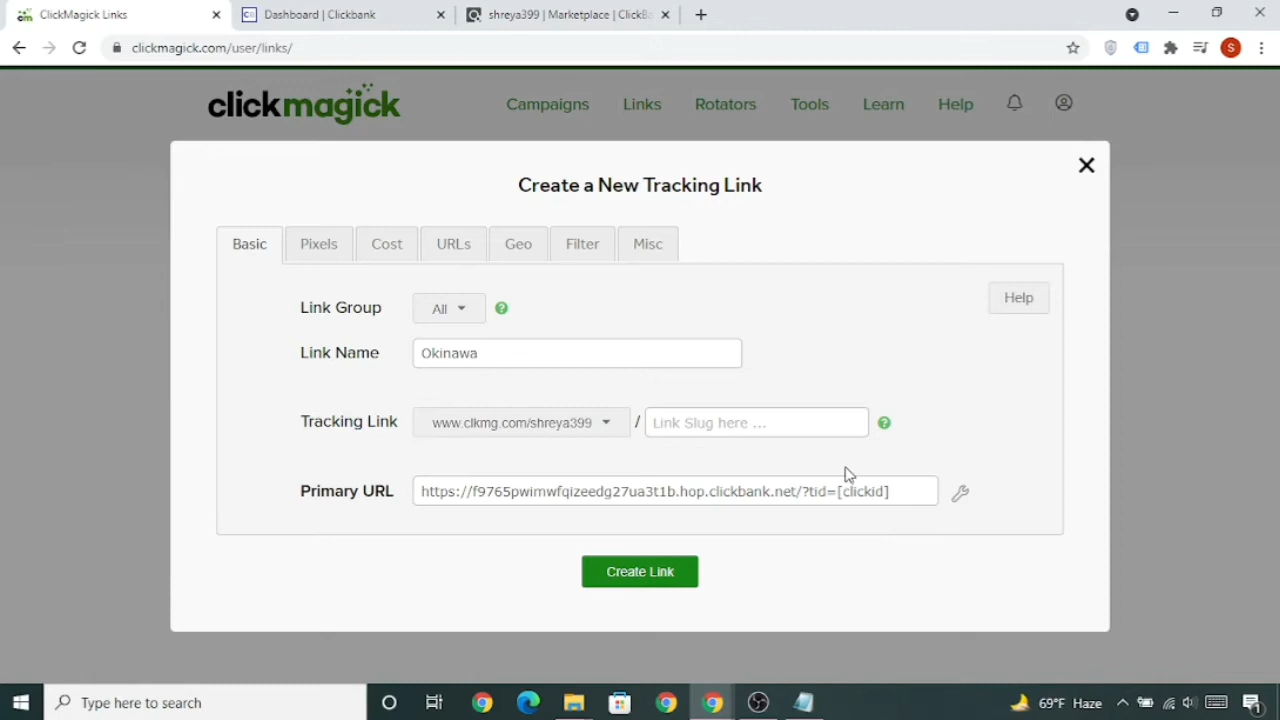 ClickMagick Links
Dashboard | Clickbank
shreya399 | Marketplace | ClickBa
clickmagick.com/user/links/
S
clickmagick
Campaigns
Links
Rotators
Tools
Learn
Help
Create a New Tracking Link
Basic
Pixels
Cost
URLs
Geo
Filter
Misc
Link Group
All
?
Help
Link Name
Okinawa
Tracking Link
www.clkmg.com/shreya399
/
Link Slug here ...
?
Primary URL
https://f9765pwimwfqizeedg27ua3t1b.hop.clickbank.net/?tid=[clickid]
Create Link
Type here to search
69°F Haze
1